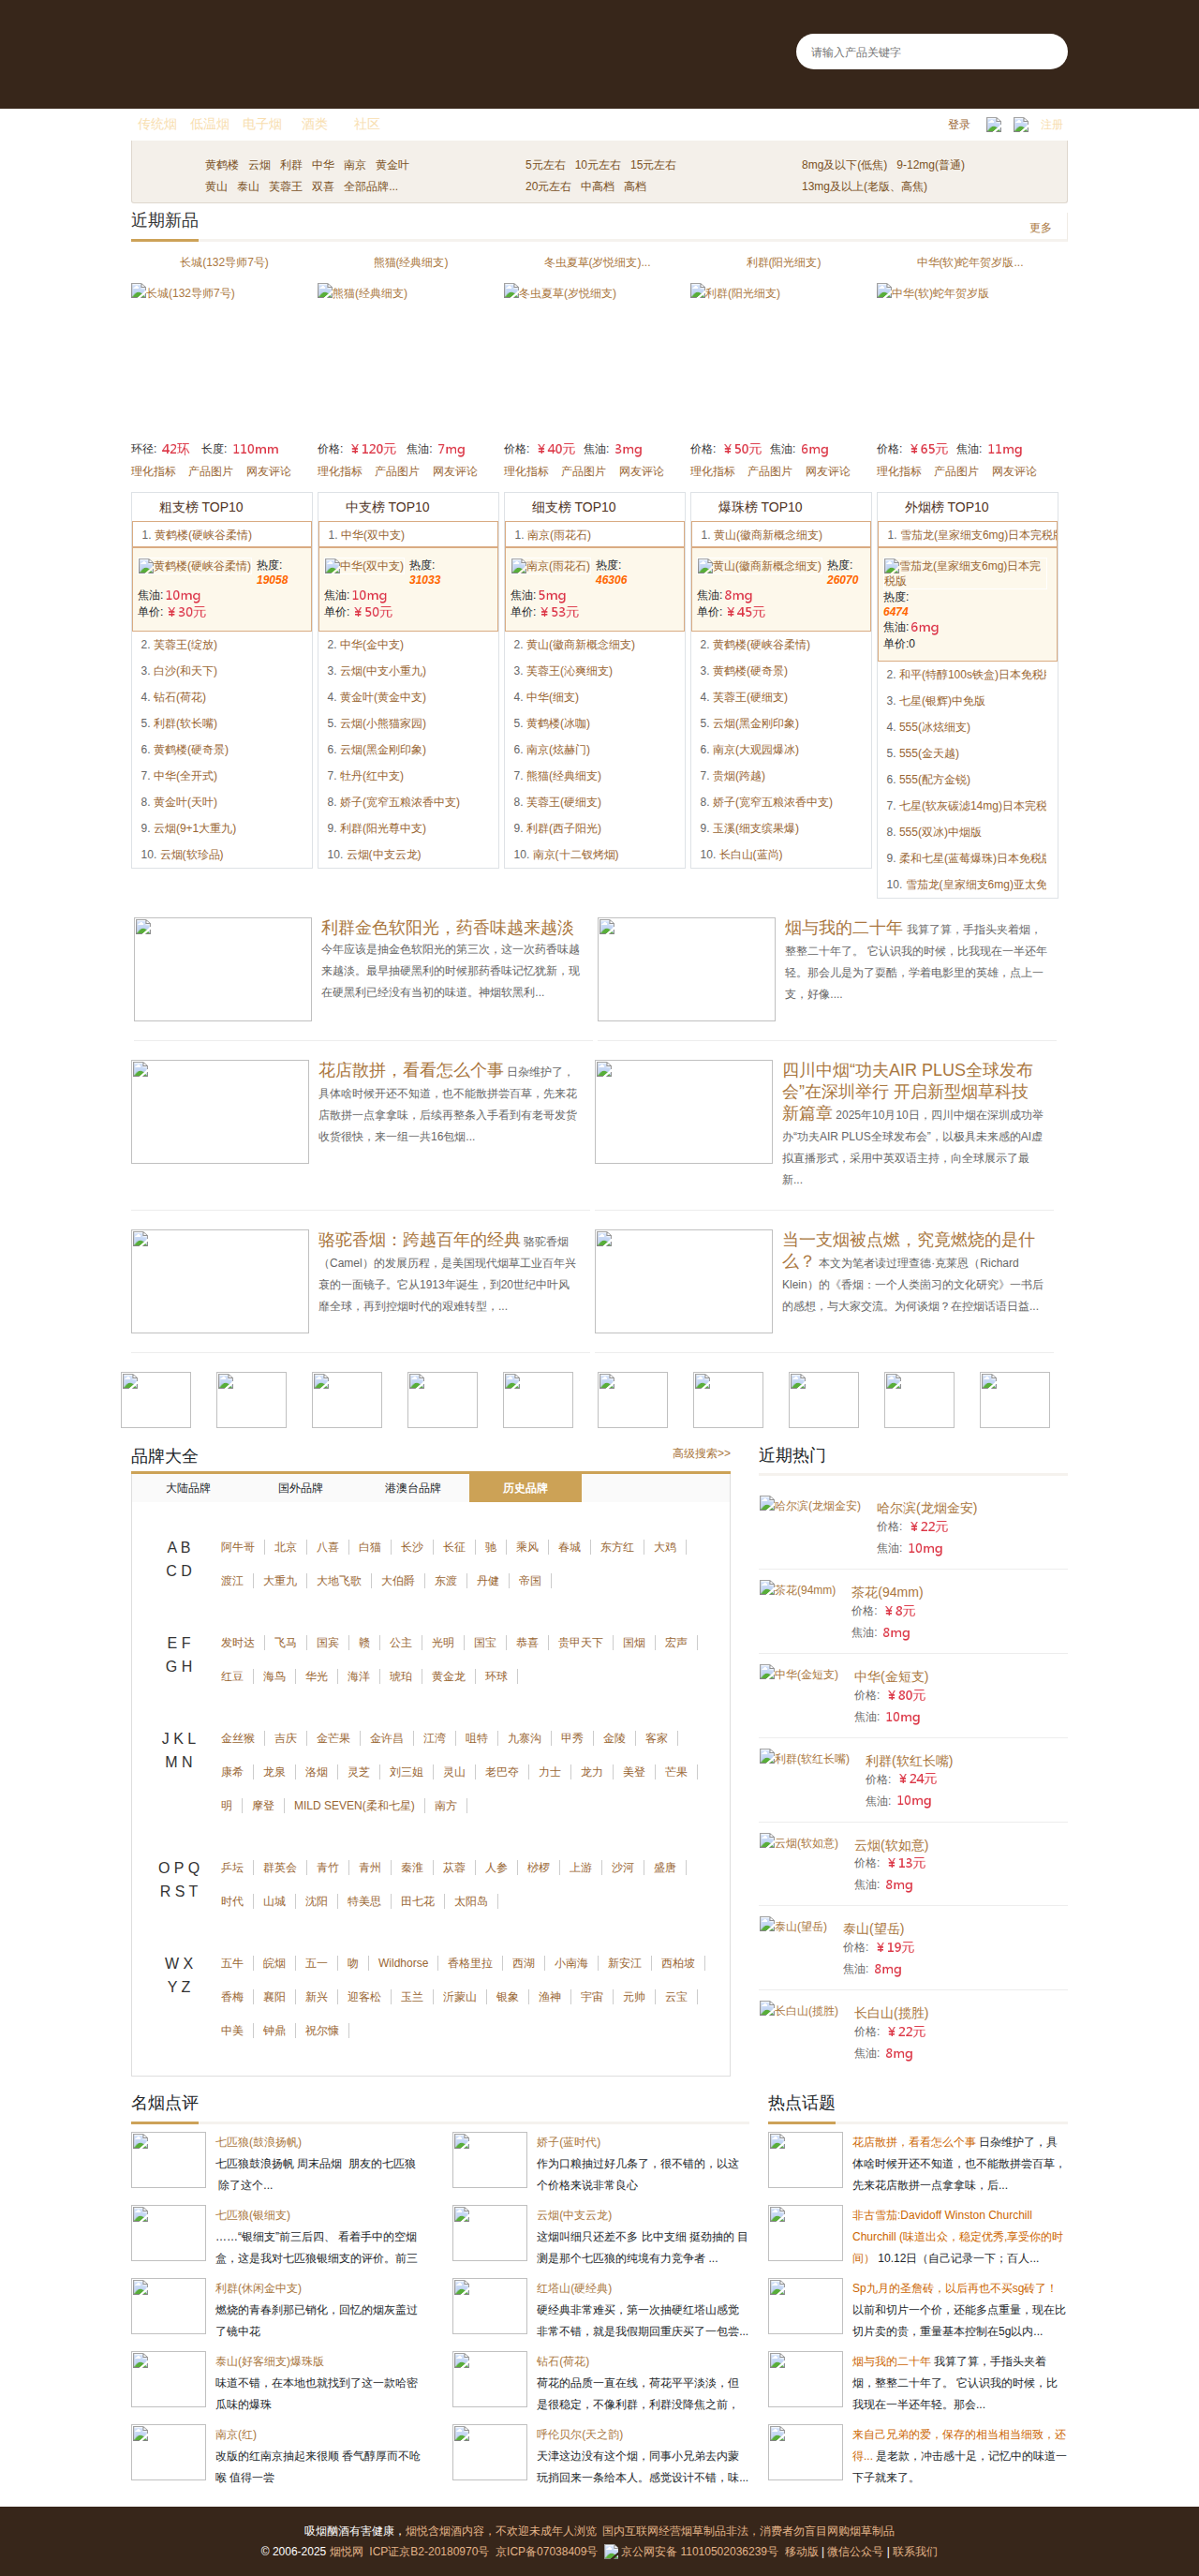 请输入产品关键字
传统烟 低温烟 电子烟 酒类 社区 登录 注册
黄鹤楼 云烟 利群 中华 南京 黄金叶
黄山 泰山 芙蓉王 双喜 全部品牌...
5元左右 10元左右 15元左右
20元左右 中高档 高档
8mg及以下(低焦) 9-12mg(普通)
13mg及以上(老版、高焦)
近期新品 更多
长城(132导师7号) 熊猫(经典细支) 冬虫夏草(岁悦细支)... 利群(阳光细支) 中华(软)蛇年贺岁版...
长城(132导师7号) 熊猫(经典细支) 冬虫夏草(岁悦细支) 利群(阳光细支) 中华(软)蛇年贺岁版
环径: 42环 长度: 110mm 价格: ¥120元 焦油: 7mg 价格: ¥40元 焦油: 3mg 价格: ¥50元 焦油: 6mg 价格: ¥65元 焦油: 11mg
理化指标 产品图片 网友评论 理化指标 产品图片 网友评论 理化指标 产品图片 网友评论 理化指标 产品图片 网友评论 理化指标 产品图片 网友评论
粗支榜 TOP10
1. 黄鹤楼(硬峡谷柔情)
黄鹤楼(硬峡谷柔情) 热度:
19058
焦油: 10mg
单价: ¥30元
2. 芙蓉王(绽放)
3. 白沙(和天下)
4. 钻石(荷花)
5. 利群(软长嘴)
6. 黄鹤楼(硬奇景)
7. 中华(全开式)
8. 黄金叶(天叶)
9. 云烟(9+1大重九)
10. 云烟(软珍品)
中支榜 TOP10
1. 中华(双中支)
中华(双中支) 热度:
31033
焦油: 10mg
单价: ¥50元
2. 中华(金中支)
3. 云烟(中支小重九)
4. 黄金叶(黄金中支)
5. 云烟(小熊猫家园)
6. 云烟(黑金刚印象)
7. 牡丹(红中支)
8. 娇子(宽窄五粮浓香中支)
9. 利群(阳光尊中支)
10. 云烟(中支云龙)
细支榜 TOP10
1. 南京(雨花石)
南京(雨花石) 热度:
46306
焦油: 5mg
单价: ¥53元
2. 黄山(徽商新概念细支)
3. 芙蓉王(沁爽细支)
4. 中华(细支)
5. 黄鹤楼(冰咖)
6. 南京(炫赫门)
7. 熊猫(经典细支)
8. 芙蓉王(硬细支)
9. 利群(西子阳光)
10. 南京(十二钗烤烟)
爆珠榜 TOP10
1. 黄山(徽商新概念细支)
黄山(徽商新概念细支) 热度:
26070
焦油: 8mg
单价: ¥45元
2. 黄鹤楼(硬峡谷柔情)
3. 黄鹤楼(硬奇景)
4. 芙蓉王(硬细支)
5. 云烟(黑金刚印象)
6. 南京(大观园爆冰)
7. 贵烟(跨越)
8. 娇子(宽窄五粮浓香中支)
9. 玉溪(细支缤果爆)
10. 长白山(蓝尚)
外烟榜 TOP10
1. 雪茄龙(皇家细支6mg)日本完税版
雪茄龙(皇家细支6mg)日本完
税版
热度:
6474
焦油: 6mg
单价:0
2. 和平(特醇100s铁盒)日本免税版
3. 七星(银辉)中免版
4. 555(冰炫细支)
5. 555(金天越)
6. 555(配方金锐)
7. 七星(软灰碳滤14mg)日本完税
8. 555(双冰)中烟版
9. 柔和七星(蓝莓爆珠)日本免税版
10. 雪茄龙(皇家细支6mg)亚太免
利群金色软阳光，药香味越来越淡
今年应该是抽金色软阳光的第三次，这一次药香味越
来越淡。最早抽硬黑利的时候那药香味记忆犹新，现
在硬黑利已经没有当初的味道。神烟软黑利...
烟与我的二十年 我算了算，手指头夹着烟，
整整二十年了。 它认识我的时候，比我现在一半还年
轻。那会儿是为了耍酷，学着电影里的英雄，点上一
支，好像....
花店散拼，看看怎么个事 日杂维护了，
具体啥时候开还不知道，也不能散拼尝百草，先来花
店散拼一点拿拿味，后续再整条入手看到有老哥发货
收货很快，来一组一共16包烟...
四川中烟“功夫AIR PLUS全球发布
会”在深圳举行 开启新型烟草科技
新篇章 2025年10月10日，四川中烟在深圳成功举
办“功夫AIR PLUS全球发布会”，以极具未来感的AI虚
拟直播形式，采用中英双语主持，向全球展示了最
新...
骆驼香烟：跨越百年的经典 骆驼香烟
（Camel）的发展历程，是美国现代烟草工业百年兴
衰的一面镜子。它从1913年诞生，到20世纪中叶风
靡全球，再到控烟时代的艰难转型，...
当一支烟被点燃，究竟燃烧的是什
么？ 本文为笔者读过理查德·克莱恩（Richard
Klein）的《香烟：一个人类崗习的文化研究》一书后
的感想，与大家交流。为何谈烟？在控烟话语日益...
品牌大全 高级搜索>>
大陆品牌 国外品牌 港澳台品牌 历史品牌
A B
C D
阿牛哥 北京 八喜 白猫 长沙 长征 驰 乘风 春城 东方红 大鸡
渡江 大重九 大地飞歌 大伯爵 东渡 丹健 帝国
E F
G H
发时达 飞马 国宾 赣 公主 光明 国宝 恭喜 贵甲天下 国烟 宏声
红豆 海鸟 华光 海洋 琥珀 黄金龙 环球
J K L
M N
金丝猴 吉庆 金芒果 金许昌 江湾 咀特 九寨沟 甲秀 金陵 客家
康希 龙泉 洛烟 灵芝 刘三姐 灵山 老巴夺 力士 龙力 美登 芒果
明 摩登 MILD SEVEN(柔和七星) 南方
O P Q
R S T
乒坛 群英会 青竹 青州 秦淮 苁蓉 人参 桫椤 上游 沙河 盛唐
时代 山城 沈阳 特美思 田七花 太阳岛
W X
Y Z
五牛 皖烟 五一 吻 Wildhorse 香格里拉 西湖 小南海 新安江 西柏坡
香梅 襄阳 新兴 迎客松 玉兰 沂蒙山 银象 渔神 宇宙 元帅 云宝
中美 钟鼎 祝尔慷
近期热门
哈尔滨(龙烟金安) 哈尔滨(龙烟金安)
价格: ¥22元
焦油: 10mg
茶花(94mm) 茶花(94mm)
价格: ¥8元
焦油: 8mg
中华(金短支) 中华(金短支)
价格: ¥80元
焦油: 10mg
利群(软红长嘴) 利群(软红长嘴)
价格: ¥24元
焦油: 10mg
云烟(软如意) 云烟(软如意)
价格: ¥13元
焦油: 8mg
泰山(望岳) 泰山(望岳)
价格: ¥19元
焦油: 8mg
长白山(揽胜) 长白山(揽胜)
价格: ¥22元
焦油: 8mg
名烟点评
七匹狼(鼓浪扬帆)
七匹狼鼓浪扬帆 周末品烟 朋友的七匹狼
除了这个...
七匹狼(银细支)
……“银细支”前三后四、 看着手中的空烟
盒，这是我对七匹狼银细支的评价。前三
利群(休闲金中支)
燃烧的青春刹那已销化，回忆的烟灰盖过
了镜中花
泰山(好客细支)爆珠版
味道不错，在本地也就找到了这一款哈密
瓜味的爆珠
南京(红)
改版的红南京抽起来很顺 香气醇厚而不呛
喉 值得一尝
娇子(蓝时代)
作为口粮抽过好几条了，很不错的，以这
个价格来说非常良心
云烟(中支云龙)
这烟叫细只还差不多 比中支细 挺劲抽的 目
测是那个七匹狼的纯境有力竞争者 ...
红塔山(硬经典)
硬经典非常难买，第一次抽硬红塔山感觉
非常不错，就是我假期回重庆买了一包尝...
钻石(荷花)
荷花的品质一直在线，荷花平平淡淡，但
是很稳定，不像利群，利群没降焦之前，
呼伦贝尔(天之韵)
天津这边没有这个烟，同事小兄弟去内蒙
玩捎回来一条给本人。感觉设计不错，味...
热点话题
花店散拼，看看怎么个事 日杂维护了，具
体啥时候开还不知道，也不能散拼尝百草，
先来花店散拼一点拿拿味，后...
非古雪茄:Davidoff Winston Churchill
Churchill (味道出众，稳定优秀,享受你的时
间） 10.12日（自己记录一下；百人...
Sp九月的圣詹砖，以后再也不买sg砖了！
以前和切片一个价，还能多点重量，现在比
切片卖的贵，重量基本控制在5g以内...
烟与我的二十年 我算了算，手指头夹着
烟，整整二十年了。 它认识我的时候，比
我现在一半还年轻。那会...
来自己兄弟的爱，保存的相当相当细致，还
得... 是老款，冲击感十足，记忆中的味道一
下子就来了。
吸烟酗酒有害健康，烟悦含烟酒内容，不欢迎未成年人浏览 国内互联网经营烟草制品非法，消费者勿盲目网购烟草制品
© 2006-2025 烟悦网 ICP证京B2-20180970号 京ICP备07038409号 京公网安备 11010502036239号 移动版 | 微信公众号 | 联系我们